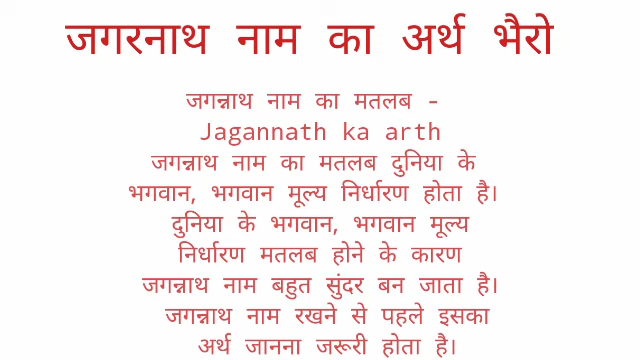 जगरनाथ नाम का अर्थ भैरो
जगन्नाथ नाम का मतलब -
Jagannath ka arth
जगन्नाथ नाम का मतलब दुनिया के
भगवान, भगवान मूल्य निर्धारण होता है।
दुनिया के भगवान, भगवान मूल्य
निर्धारण मतलब होने के कारण
जगन्नाथ नाम बहुत सुंदर बन जाता है।
जगन्नाथ नाम रखने से पहले इसका
अर्थ जानना जरूरी होता है।